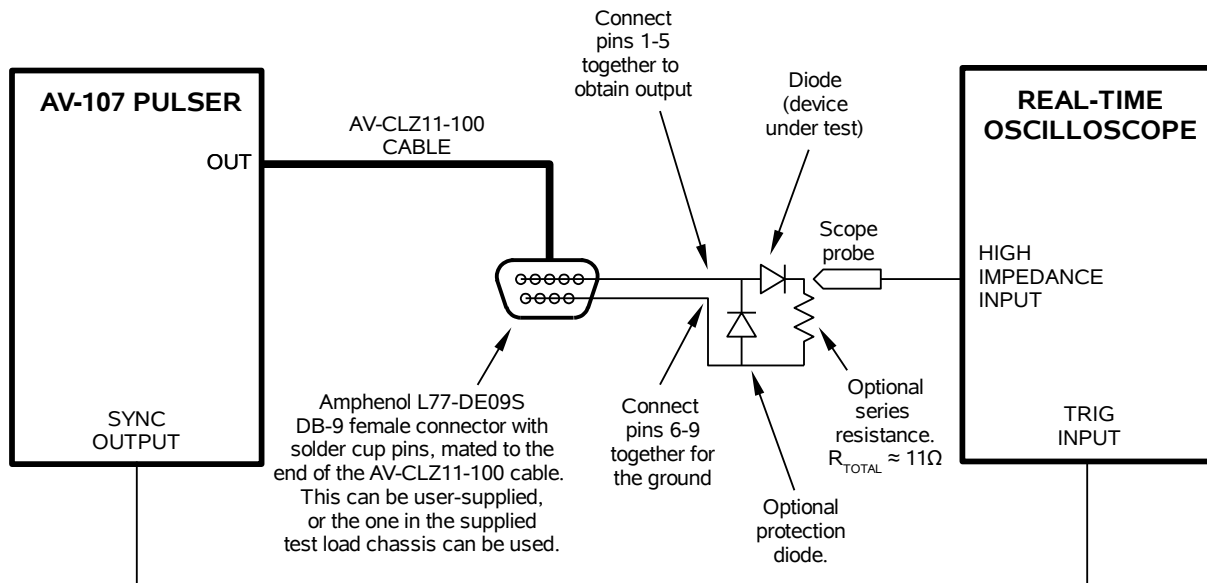 AV-107 PULSER
OUT
SYNC
OUTPUT
AV-CLZ11-100
CABLE
Connect
pins 1-5
together to
obtain output
Diode
(device
under test)
Scope
probe
REAL-TIME
OSCILLOSCOPE
HIGH
IMPEDANCE
INPUT
TRIG
INPUT
Amphenol L77-DE09S
DB-9 female connector with
solder cup pins, mated to the
end of the AV-CLZ11-100 cable.
This can be user-supplied,
or the one in the supplied
test load chassis can be used.
Connect
pins 6-9
together for
the ground
Optional
protection
diode.
Optional
series
resistance.
R_TOTAL ≈ 11Ω